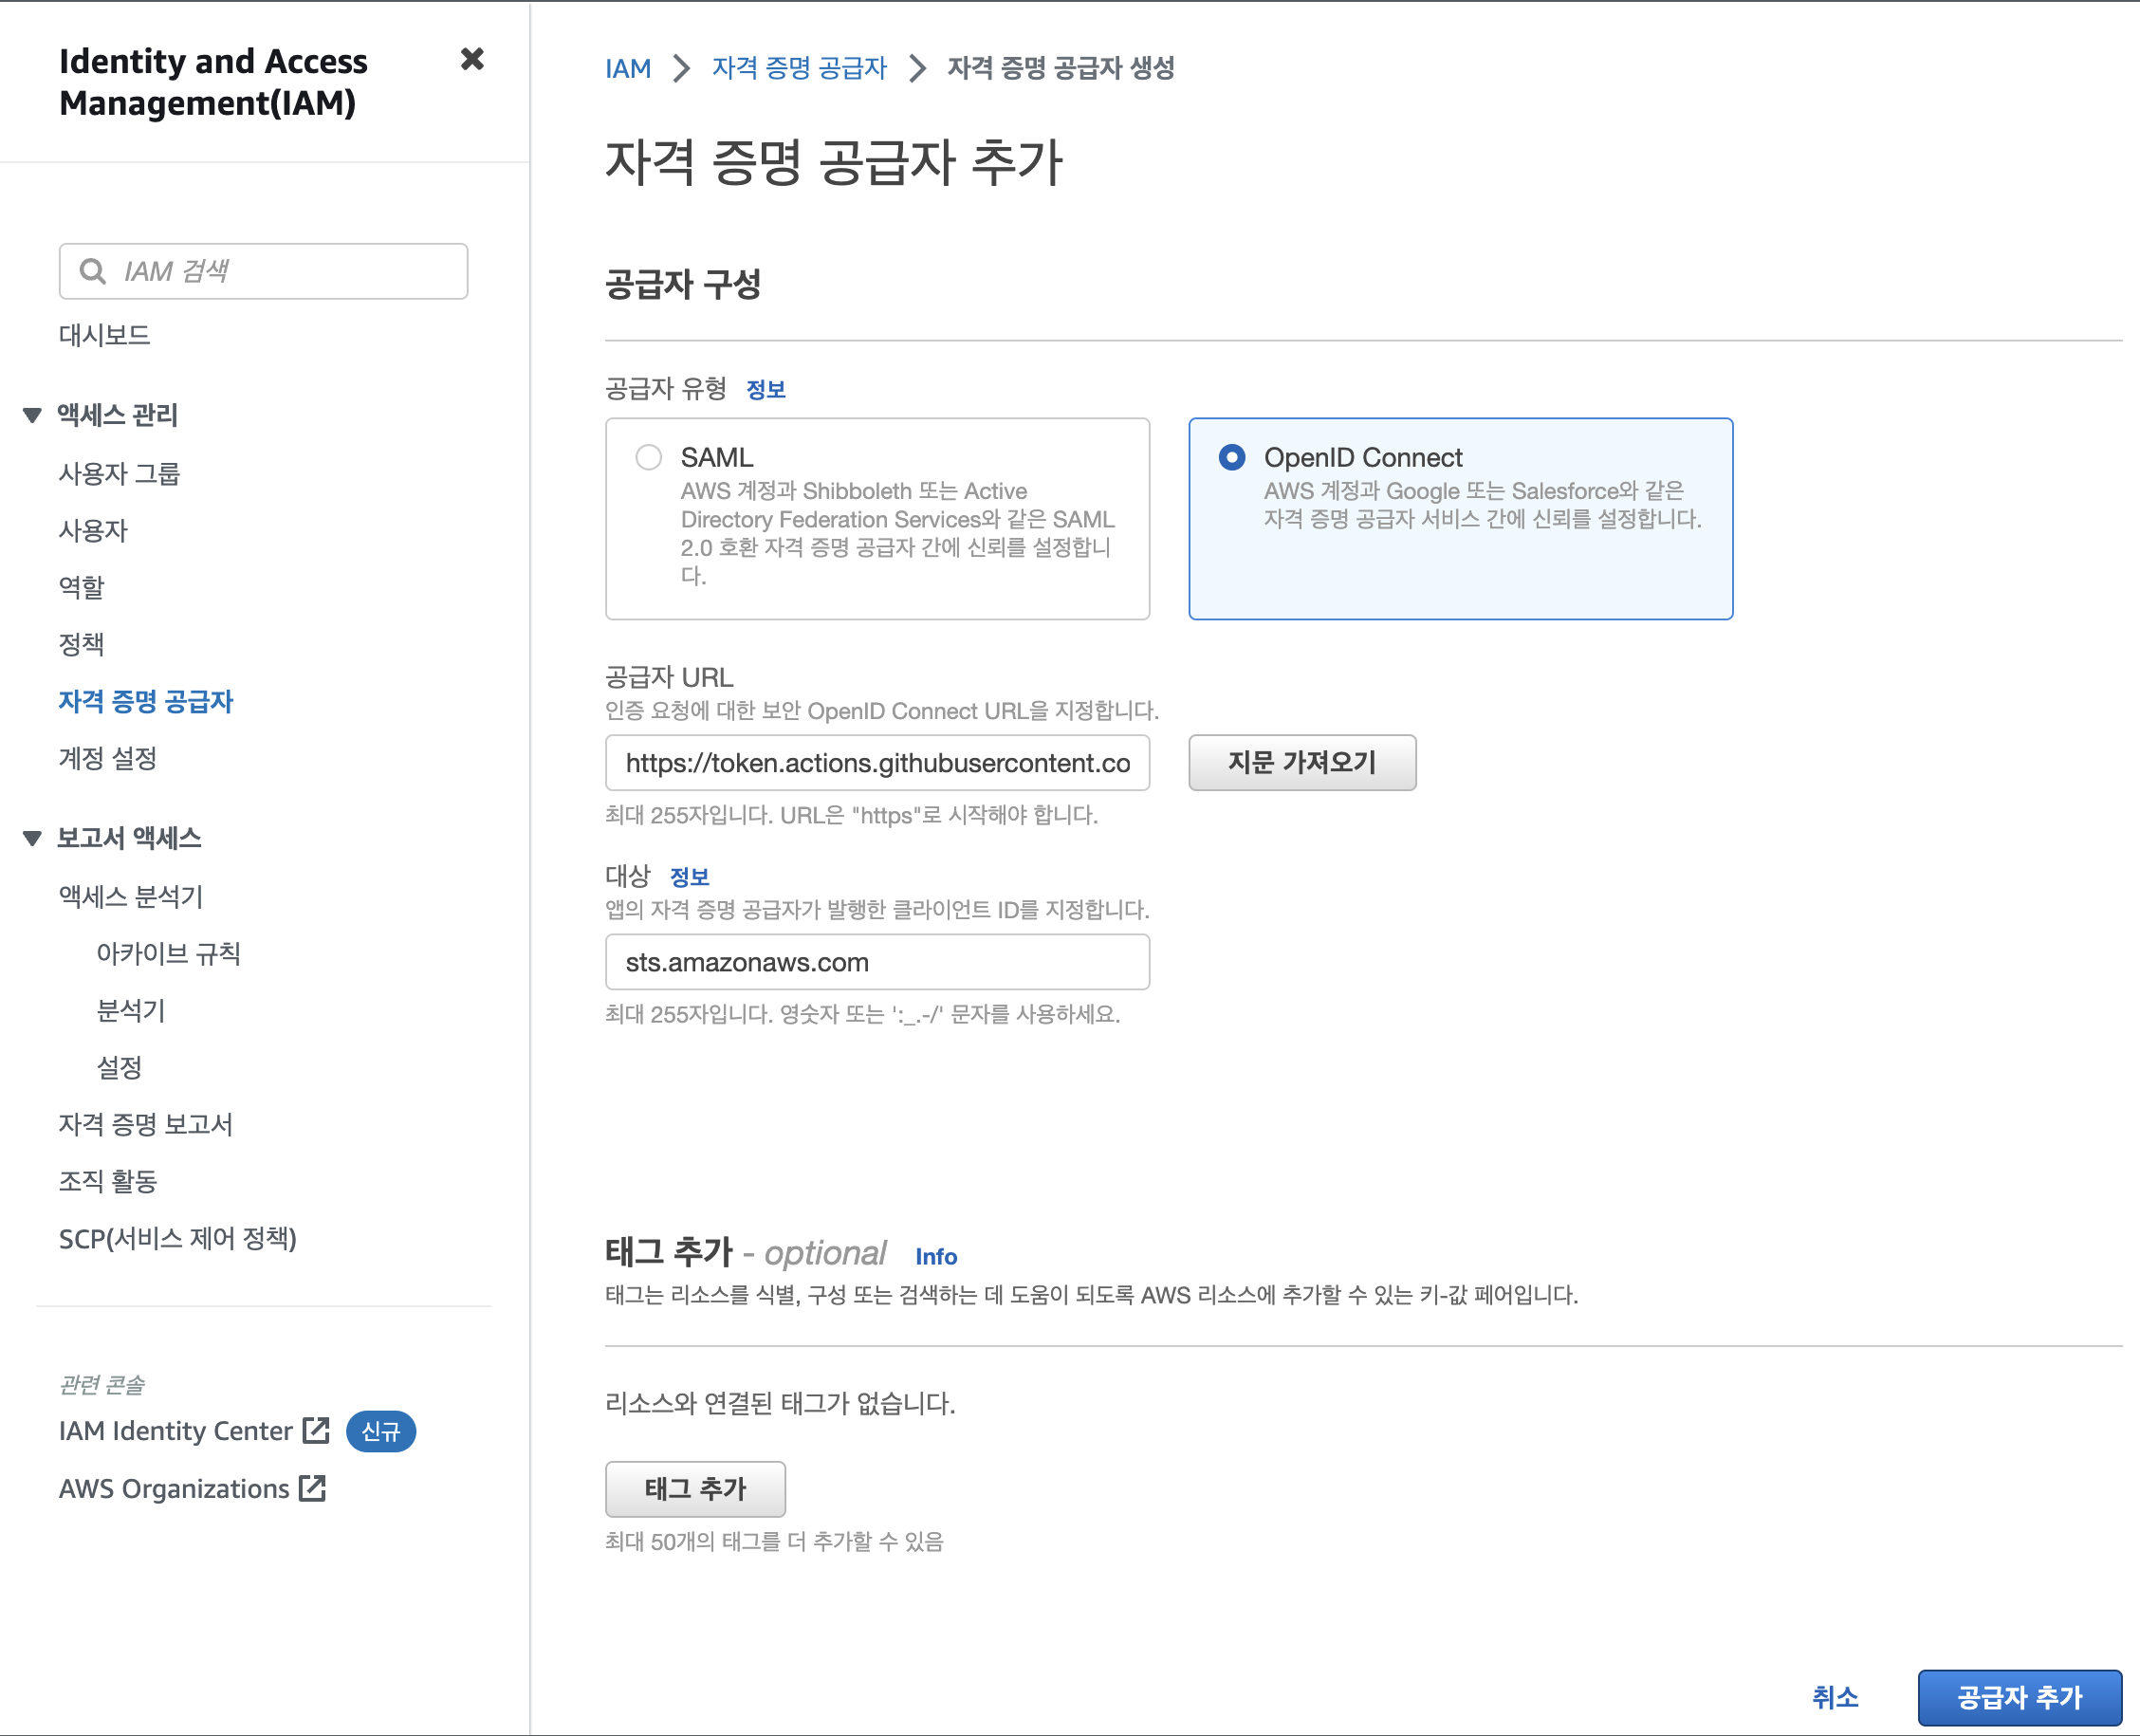 Identity and Access
Management(IAM)
IAM 검색
대시보드
액세스 관리
사용자 그룹
사용자
역할
정책
자격 증명 공급자
계정 설정
보고서 액세스
액세스 분석기
아카이브 규칙
분석기
설정
자격 증명 보고서
조직 활동
SCP(서비스 제어 정책)
관련 콘솔
IAM Identity Center 신규
AWS Organizations
IAM 자격 증명 공급자 자격 증명 공급자 생성
자격 증명 공급자 추가
공급자 구성
공급자 유형 정보
SAML
AWS 계정과 Shibboleth 또는 Active
Directory Federation Services와 같은 SAML
2.0 호환 자격 증명 공급자 간에 신뢰를 설정합니
다.
OpenID Connect
AWS 계정과 Google 또는 Salesforce와 같은
자격 증명 공급자 서비스 간에 신뢰를 설정합니다.
공급자 URL
인증 요청에 대한 보안 OpenID Connect URL을 지정합니다.
https://token.actions.githubusercontent.co
지문 가져오기
최대 255자입니다. URL은 "https"로 시작해야 합니다.
대상 정보
앱의 자격 증명 공급자가 발행한 클라이언트 ID를 지정합니다.
sts.amazonaws.com
최대 255자입니다. 영숫자 또는 ':_.-/' 문자를 사용하세요.
태그 추가 - optional Info
태그는 리소스를 식별, 구성 또는 검색하는 데 도움이 되도록 AWS 리소스에 추가할 수 있는 키-값 페어입니다.
리소스와 연결된 태그가 없습니다.
태그 추가
최대 50개의 태그를 더 추가할 수 있음
취소
공급자 추가